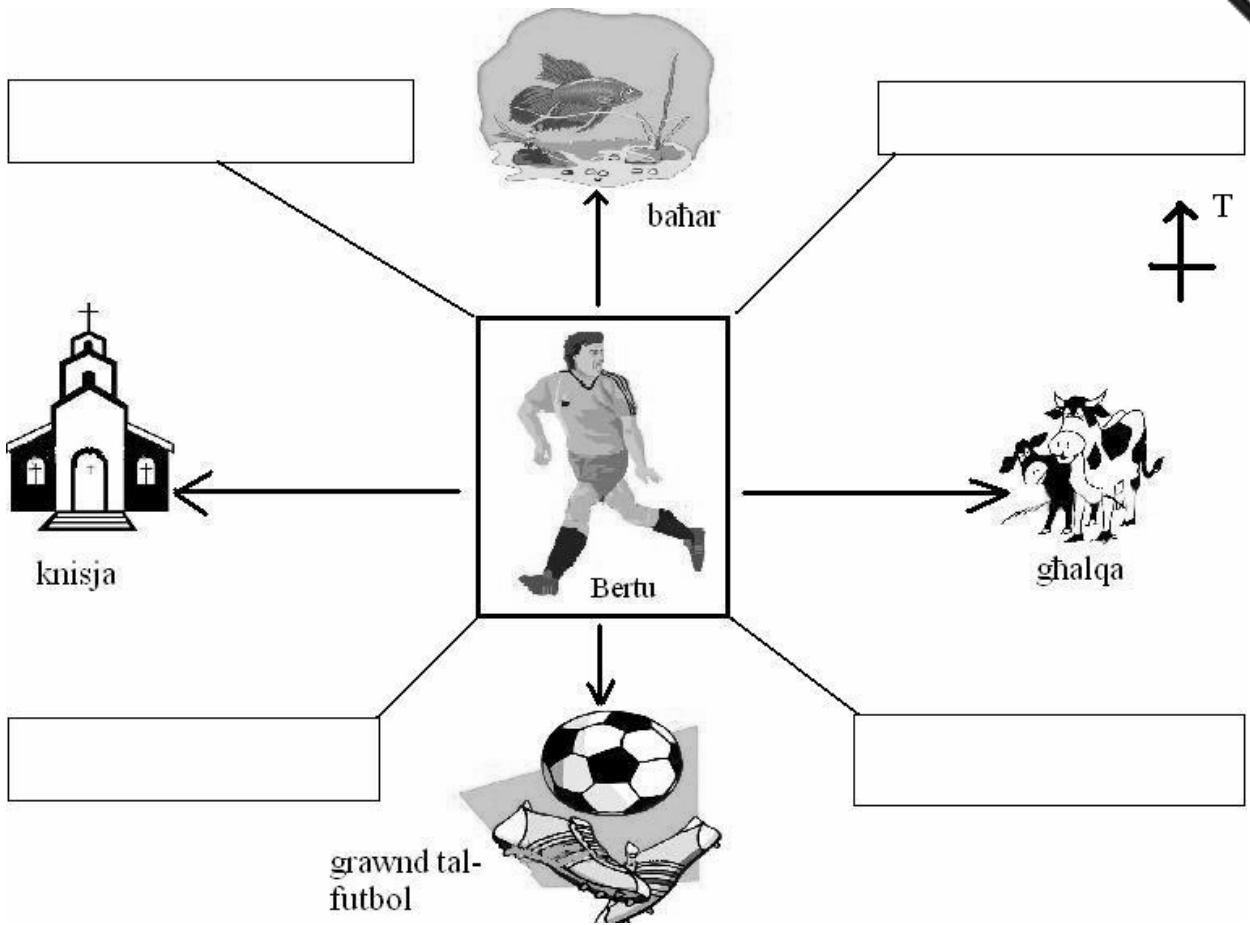 baħar
T
knisja
Bertu
għalqa
grawnd tal-
futbol